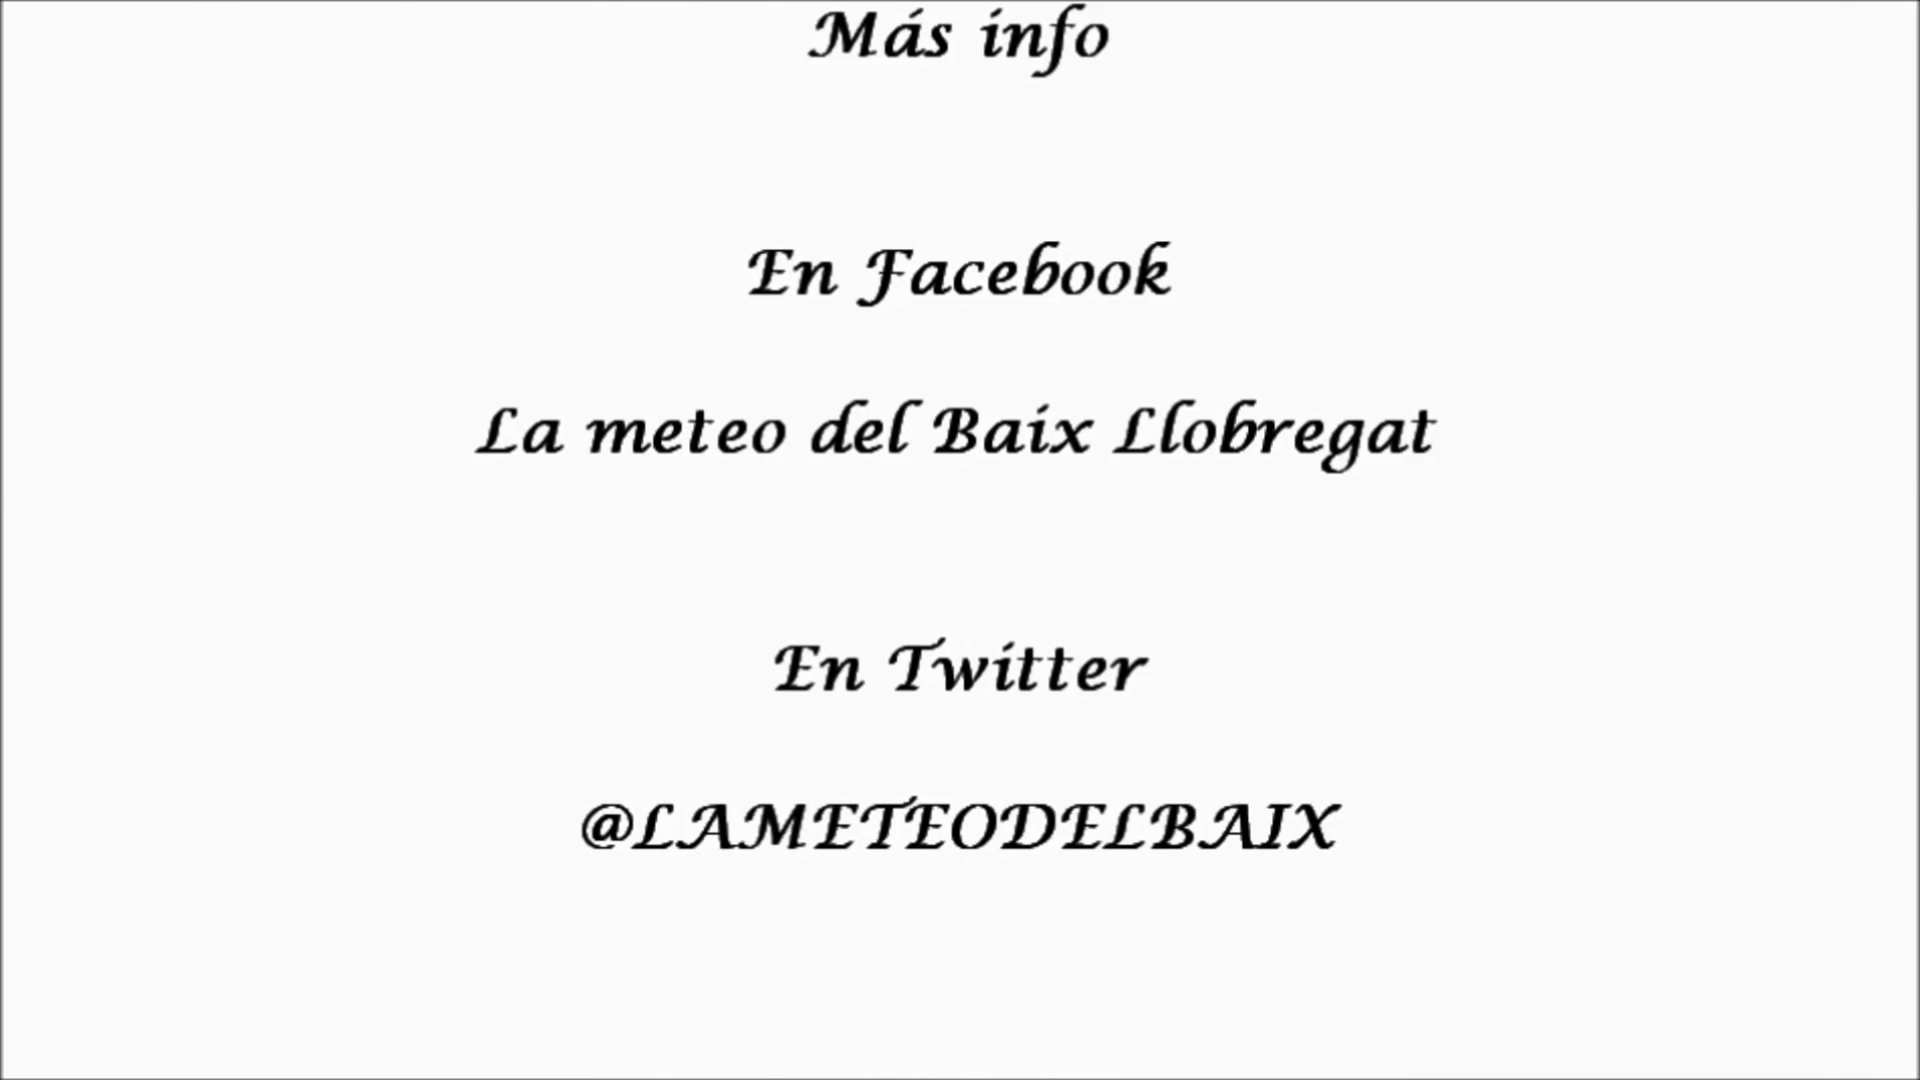 Más info
En Facebook
La meteo del Baix Llobregat
En Twitter
@LAMETEODELBAIX